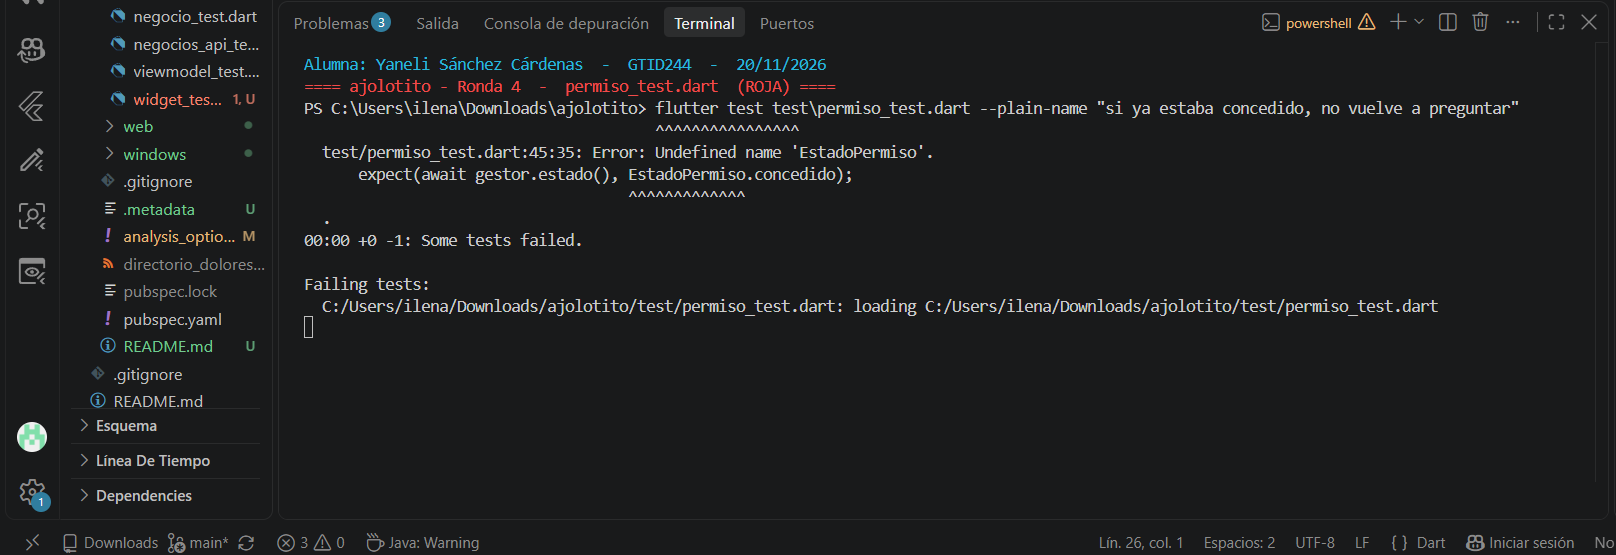 negocio_test.dart
negocios_api_te...
viewmodel_test....
widget_tes... 1, U
web
windows
.gitignore
.metadata U
analysis_optio... M
directorio_dolores...
pubspec.lock
pubspec.yaml
README.md U
.gitignore
README.md
Esquema
Línea De Tiempo
Dependencies
1
Problemas 3 Salida Consola de depuración Terminal Puertos powershell
Alumna: Yaneli Sánchez Cárdenas - GTID244 - 20/11/2026
==== ajolotito - Ronda 4 - permiso_test.dart (ROJA) ====
PS C:\Users\ilena\Downloads\ajolotito> flutter test test\permiso_test.dart --plain-name "si ya estaba concedido, no vuelve a preguntar"
^^^^^^^^^^^^^^^^
test/permiso_test.dart:45:35: Error: Undefined name 'EstadoPermiso'.
expect(await gestor.estado(), EstadoPermiso.concedido);
^^^^^^^^^^^^^
.
00:00 +0 -1: Some tests failed.
Failing tests:
C:/Users/ilena/Downloads/ajolotito/test/permiso_test.dart: loading C:/Users/ilena/Downloads/ajolotito/test/permiso_test.dart
Downloads main* 3 0 Java: Warning Lín. 26, col. 1 Espacios: 2 UTF-8 LF { } Dart Iniciar sesión No